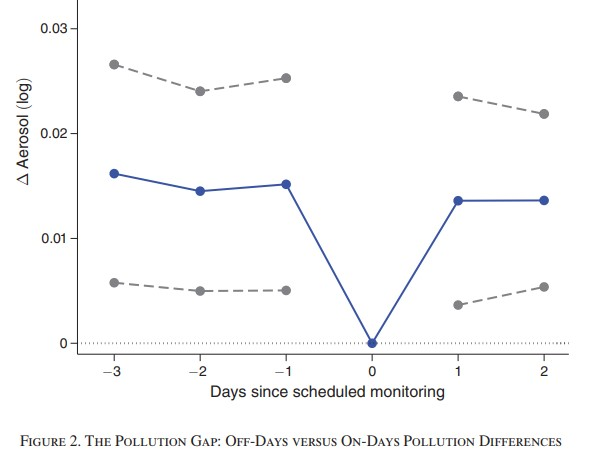 0.03
0.02
0.01
0
Δ Aerosol (log)
−3 −2 −1 0 1 2
Days since scheduled monitoring
FIGURE 2. THE POLLUTION GAP: OFF-DAYS VERSUS ON-DAYS POLLUTION DIFFERENCES